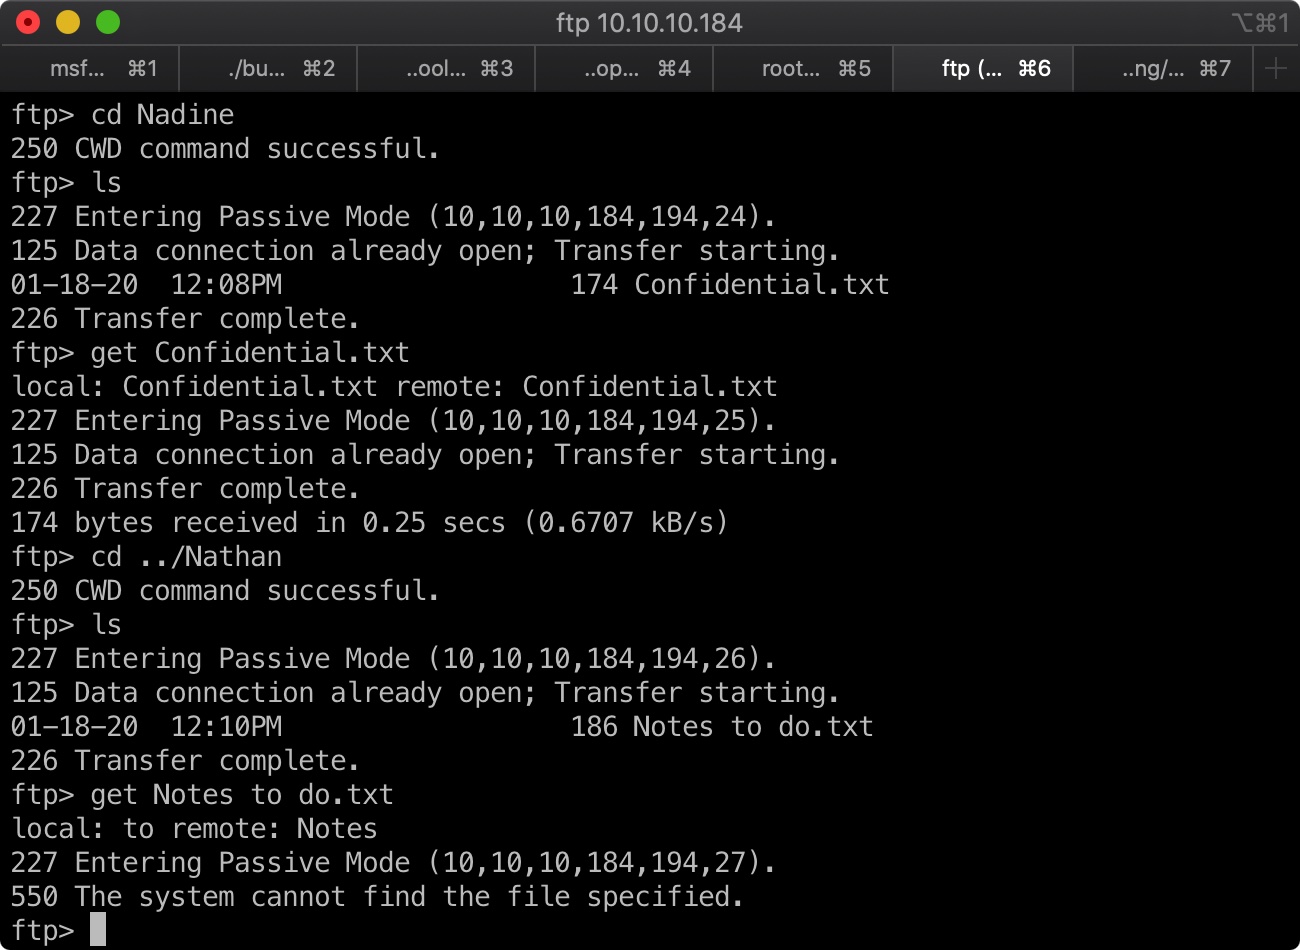 ftp 10.10.10.184
⌥⌘1
msf... ⌘1 ./bu... ⌘2 ..ool... ⌘3 ..op... ⌘4 root... ⌘5 ftp (... ⌘6 ..ng/... ⌘7
ftp> cd Nadine
250 CWD command successful.
ftp> ls
227 Entering Passive Mode (10,10,10,184,194,24).
125 Data connection already open; Transfer starting.
01-18-20  12:08PM                  174 Confidential.txt
226 Transfer complete.
ftp> get Confidential.txt
local: Confidential.txt remote: Confidential.txt
227 Entering Passive Mode (10,10,10,184,194,25).
125 Data connection already open; Transfer starting.
226 Transfer complete.
174 bytes received in 0.25 secs (0.6707 kB/s)
ftp> cd ../Nathan
250 CWD command successful.
ftp> ls
227 Entering Passive Mode (10,10,10,184,194,26).
125 Data connection already open; Transfer starting.
01-18-20  12:10PM                  186 Notes to do.txt
226 Transfer complete.
ftp> get Notes to do.txt
local: to remote: Notes
227 Entering Passive Mode (10,10,10,184,194,27).
550 The system cannot find the file specified.
ftp>